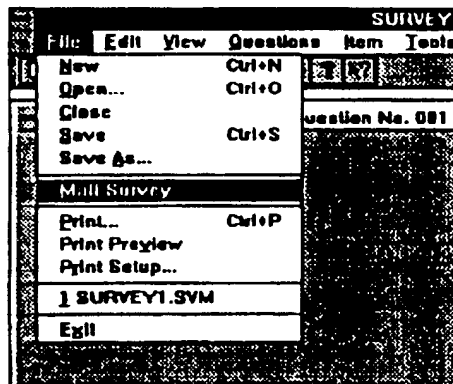 SURVEY
File Edit View Questions Item Tools
New Ctrl+N
Open... Ctrl+O
Close
Save Ctrl+S
Save As...
uestion No. 001
Mail Survey
Print... Ctrl+P
Print Preview
Print Setup...
1 SURVEY1.SVM
Exit